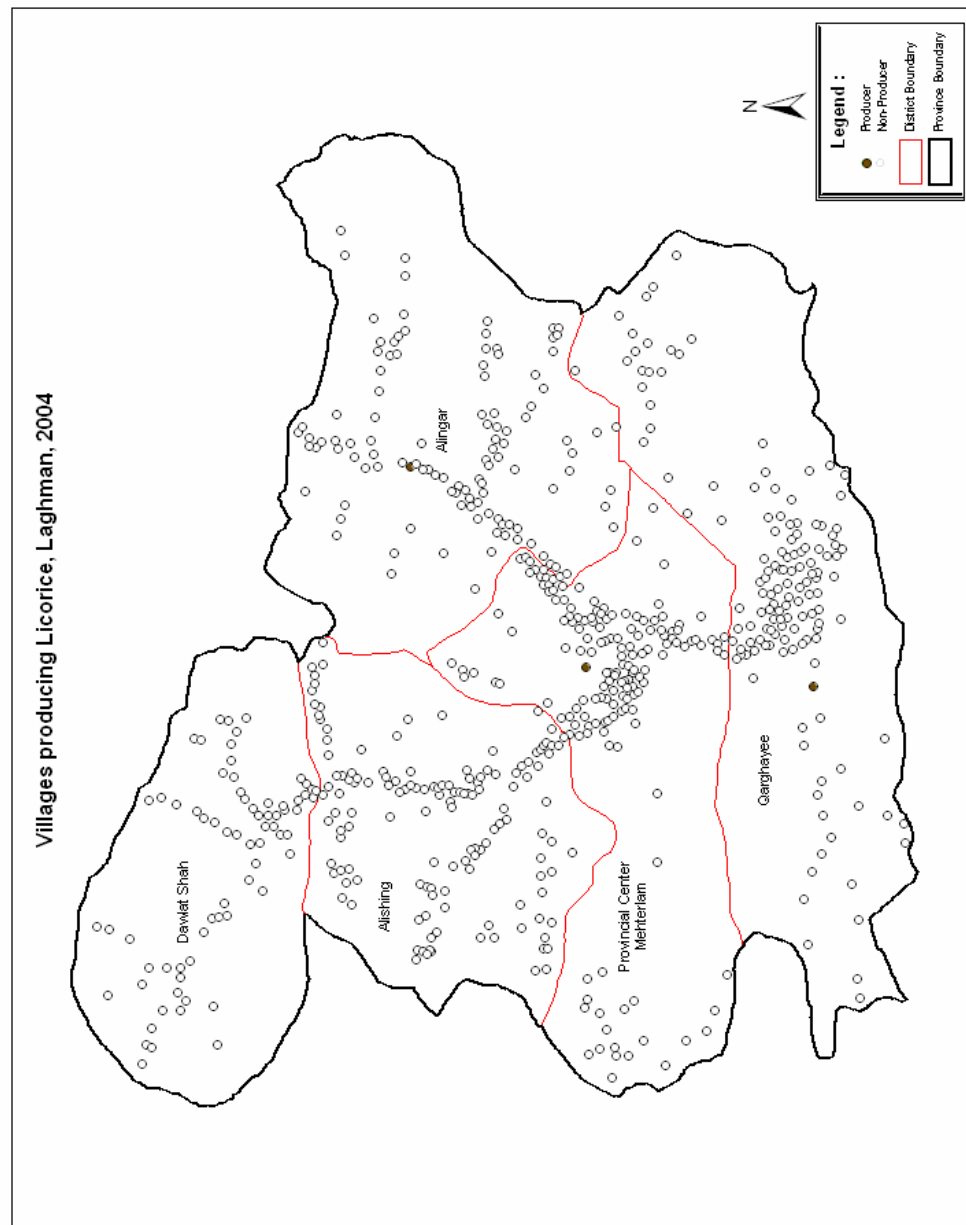 Villages producing Licorice, Laghman, 2004
N
Dawlat Shah
Alishing
Alingar
Provincial Center
Mehterlam
Qarghayee
Legend :
Producer
Non-Producer
District Boundary
Province Boundary